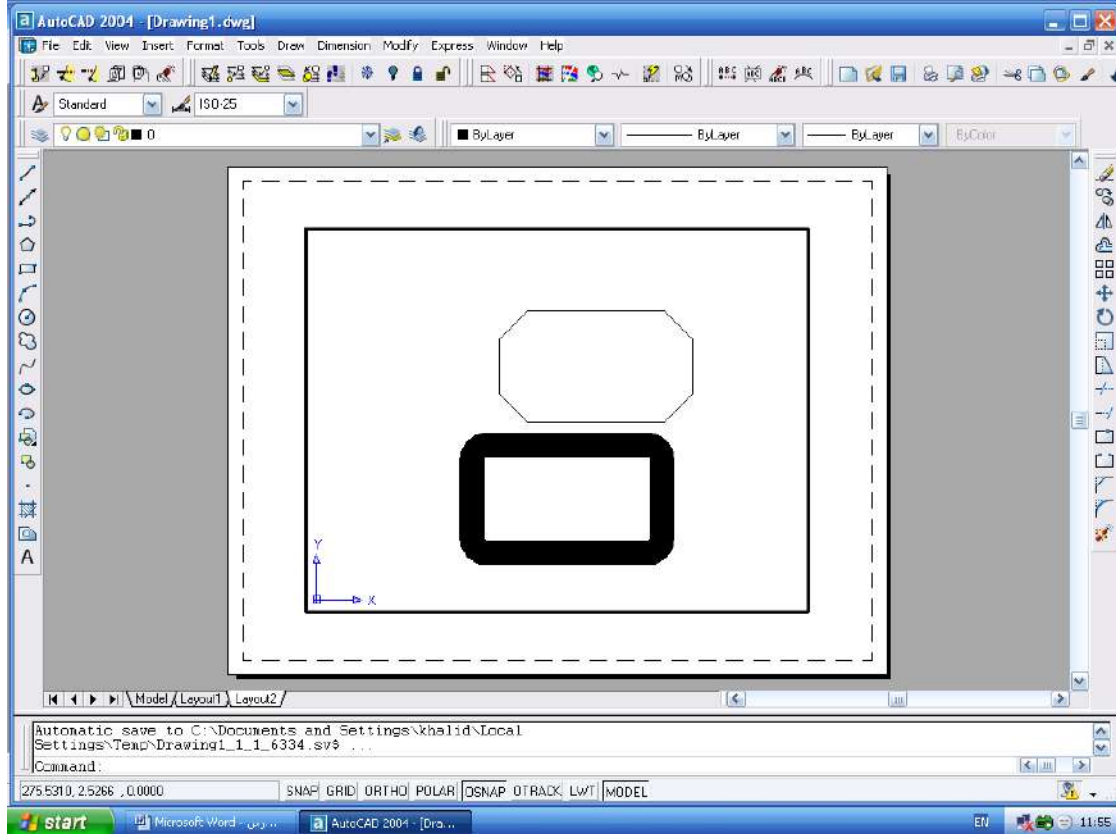 AutoCAD 2004 - [Drawing1.dwg]
File Edit View Insert Format Tools Draw Dimension Modify Express Window Help
Standard ISO-25
0 ByLayer ByLayer ByLayer ByColor
Y
X
A
Model Layout1 Layout2
Automatic save to C:\Documents and Settings\khalid\Local
Settings\Temp\Drawing1_1_1_6334.sv$ ...
Command:
275.5310, 2.5266 , 0.0000 SNAP GRID ORTHO POLAR OSNAP OTRACK LWT MODEL
start Microsoft Word - AutoCAD 2004 - [Dra... EN 11:55